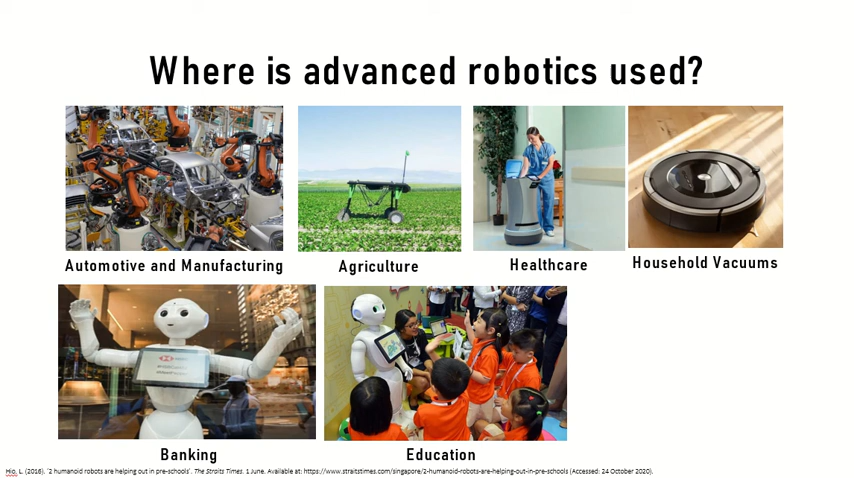 Where is advanced robotics used?
Automotive and Manufacturing
Agriculture
Healthcare
Household Vacuums
Banking
Education
Hio, L. (2016). '2 humanoid robots are helping out in pre-schools'. The Straits Times. 1 June. Available at: https://www.straitstimes.com/singapore/2-humanoid-robots-are-helping-out-in-pre-schools (Accessed: 24 October 2020).